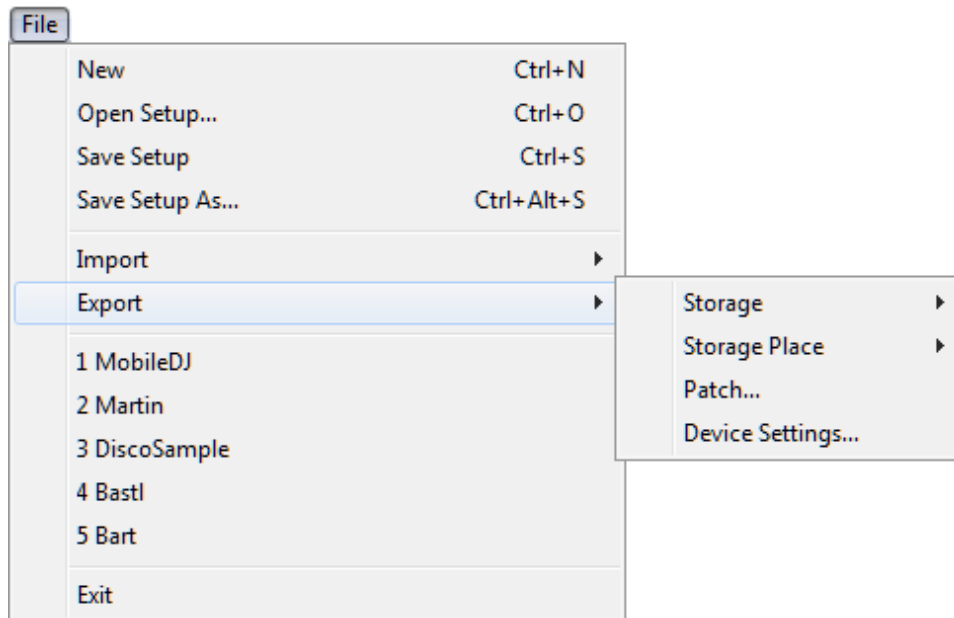 File
New Ctrl+N
Open Setup... Ctrl+O
Save Setup Ctrl+S
Save Setup As... Ctrl+Alt+S
Import
Export
Storage
Storage Place
Patch...
Device Settings...
1 MobileDJ
2 Martin
3 DiscoSample
4 Bastl
5 Bart
Exit